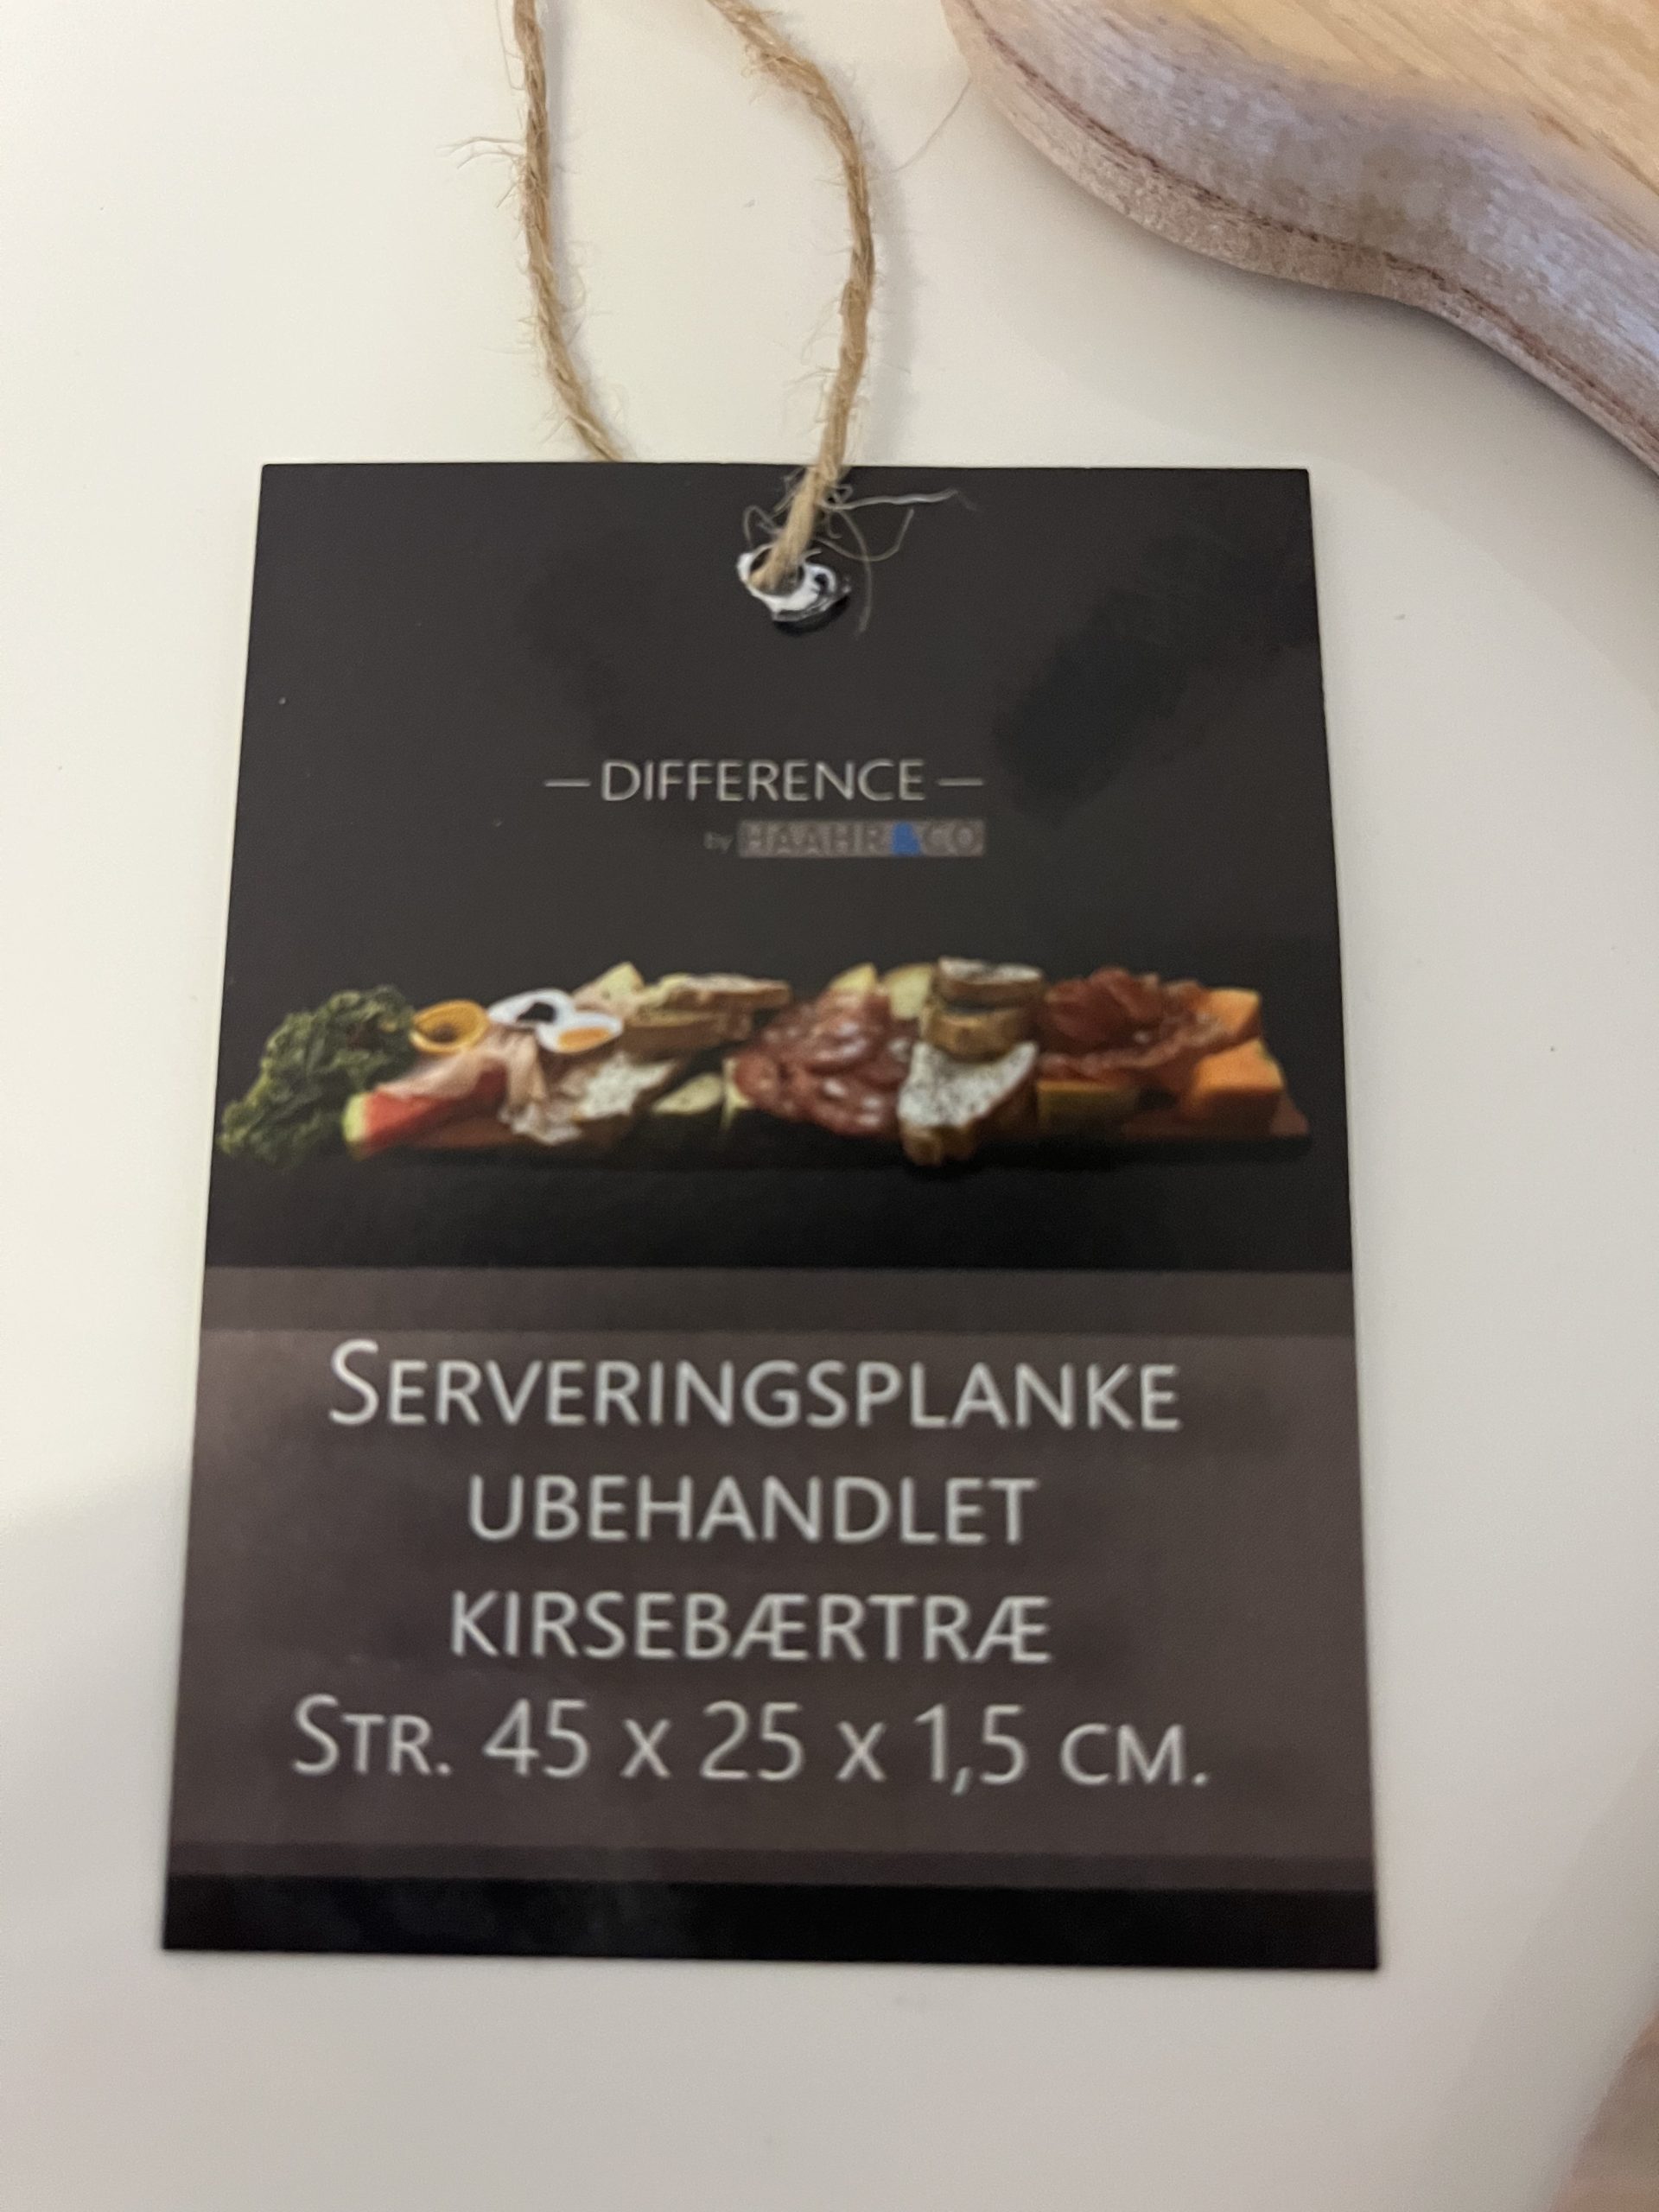 — DIFFERENCE —
by HAAHR&CO
SERVERINGSPLANKE
UBEHANDLET
KIRSEBÆRTRÆ
STR. 45 X 25 X 1,5 CM.